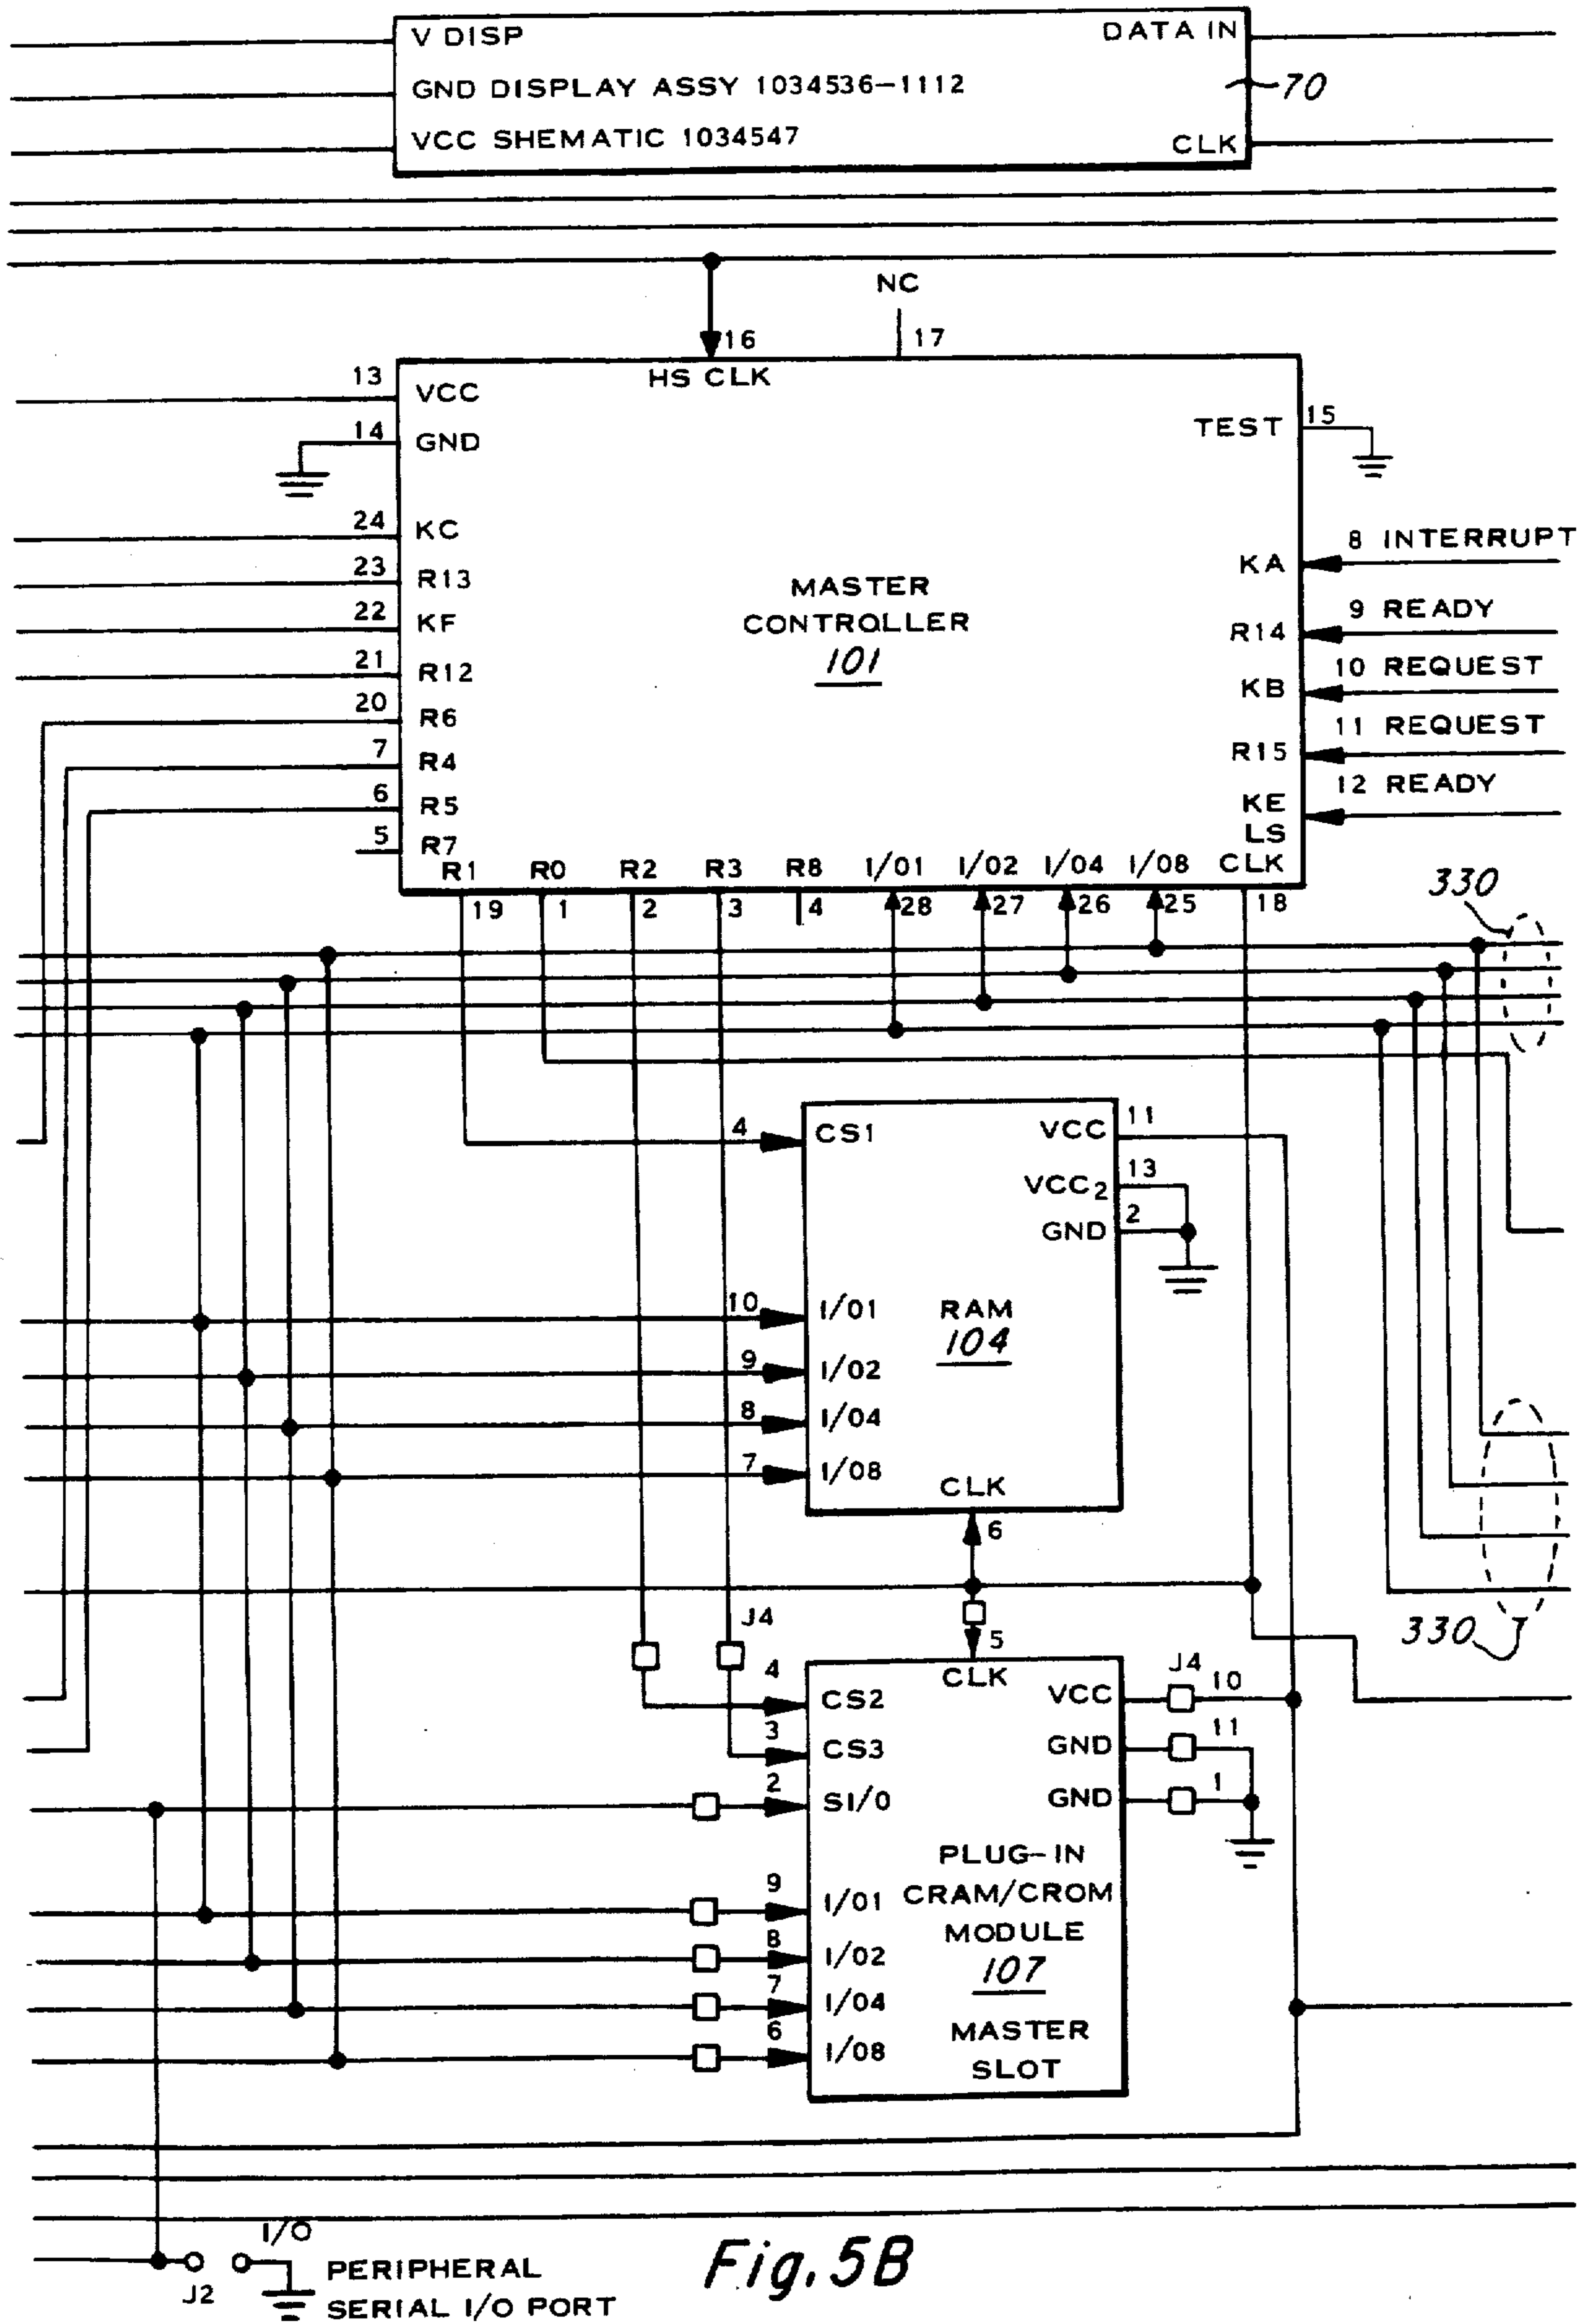 V DISP DATA IN
GND DISPLAY ASSY 1034536-1112 70
VCC SHEMATIC 1034547 CLK
NC
16 17
HS CLK
13 VCC
14 GND
TEST 15
24 KC
23 R13
22 KF
21 R12
20 R6
7 R4
6 R5
5 R7
MASTER
CONTROLLER
101
KA 8 INTERRUPT
R14 9 READY
KB 10 REQUEST
R15 11 REQUEST
KE 12 READY
LS
R1 R0 R2 R3 R8 I/01 I/02 I/04 I/08 CLK
19 1 2 3 4 28 27 26 25 18
330
4 CS1
VCC 11
VCC2 13
GND 2
10 I/01
9 I/02
8 I/04
7 I/08
RAM
104
CLK
6
330
J4
5
CLK
4 CS2
3 CS3
2 SI/0
J4
VCC 10
GND 11
GND 1
9 I/01
8 I/02
7 I/04
6 I/08
PLUG-IN
CRAM/CROM
MODULE
107
MASTER
SLOT
I/O
J2
PERIPHERAL
SERIAL I/O PORT
Fig. 5B